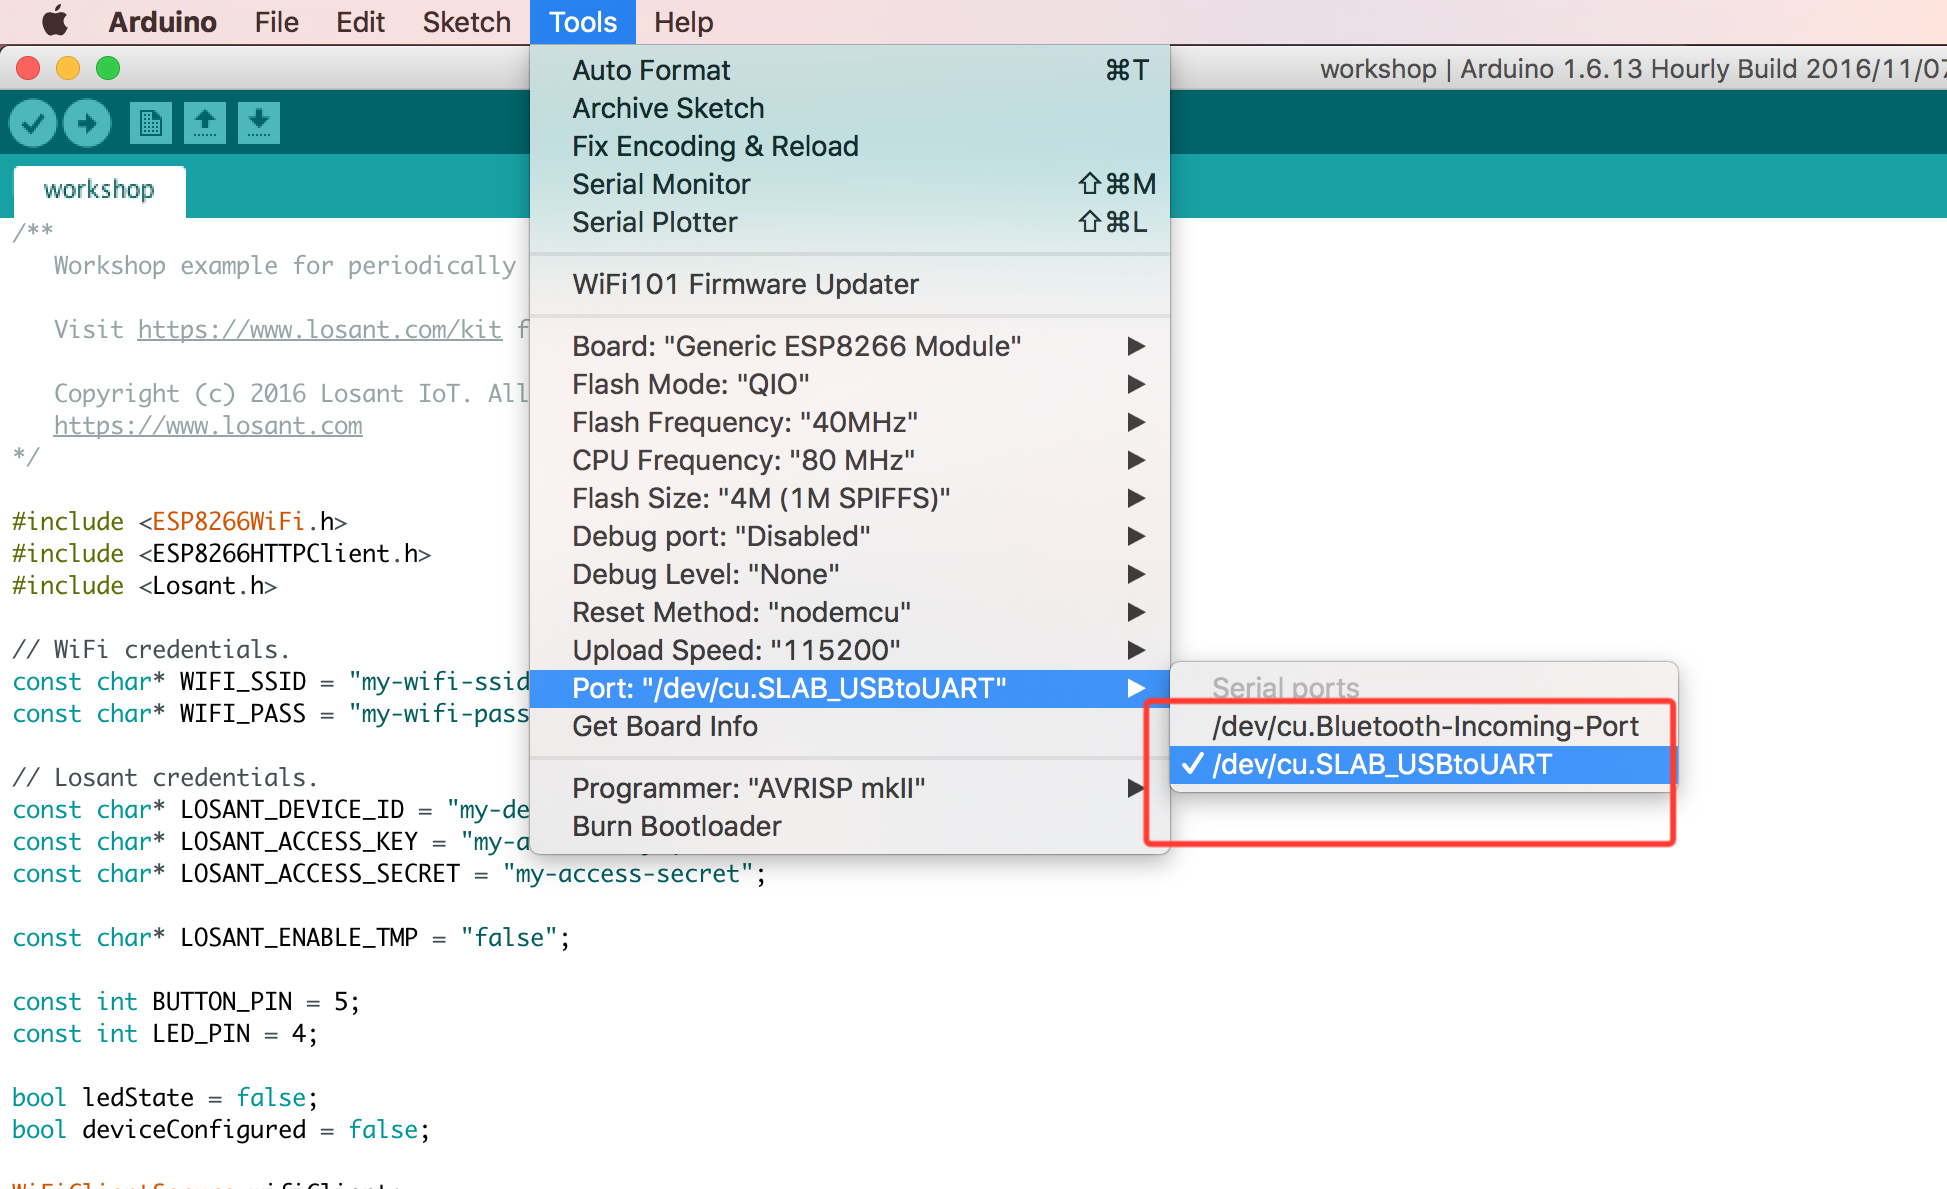 Arduino File Edit Sketch Tools Help
workshop | Arduino 1.6.13 Hourly Build 2016/11/07
workshop
Auto Format ⌘T
Archive Sketch
Fix Encoding & Reload
Serial Monitor ⇧⌘M
Serial Plotter ⇧⌘L
WiFi101 Firmware Updater
Board: "Generic ESP8266 Module"
Flash Mode: "QIO"
Flash Frequency: "40MHz"
CPU Frequency: "80 MHz"
Flash Size: "4M (1M SPIFFS)"
Debug port: "Disabled"
Debug Level: "None"
Reset Method: "nodemcu"
Upload Speed: "115200"
Port: "/dev/cu.SLAB_USBtoUART"
Get Board Info
Programmer: "AVRISP mkII"
Burn Bootloader
Serial ports
/dev/cu.Bluetooth-Incoming-Port
✓ /dev/cu.SLAB_USBtoUART
/**
Workshop example for periodically
Visit https://www.losant.com/kit f
Copyright (c) 2016 Losant IoT. All
https://www.losant.com
*/
#include <ESP8266WiFi.h>
#include <ESP8266HTTPClient.h>
#include <Losant.h>
// WiFi credentials.
const char* WIFI_SSID = "my-wifi-ssid
const char* WIFI_PASS = "my-wifi-pass
// Losant credentials.
const char* LOSANT_DEVICE_ID = "my-de
const char* LOSANT_ACCESS_KEY = "my-a
const char* LOSANT_ACCESS_SECRET = "my-access-secret";
const char* LOSANT_ENABLE_TMP = "false";
const int BUTTON_PIN = 5;
const int LED_PIN = 4;
bool ledState = false;
bool deviceConfigured = false;